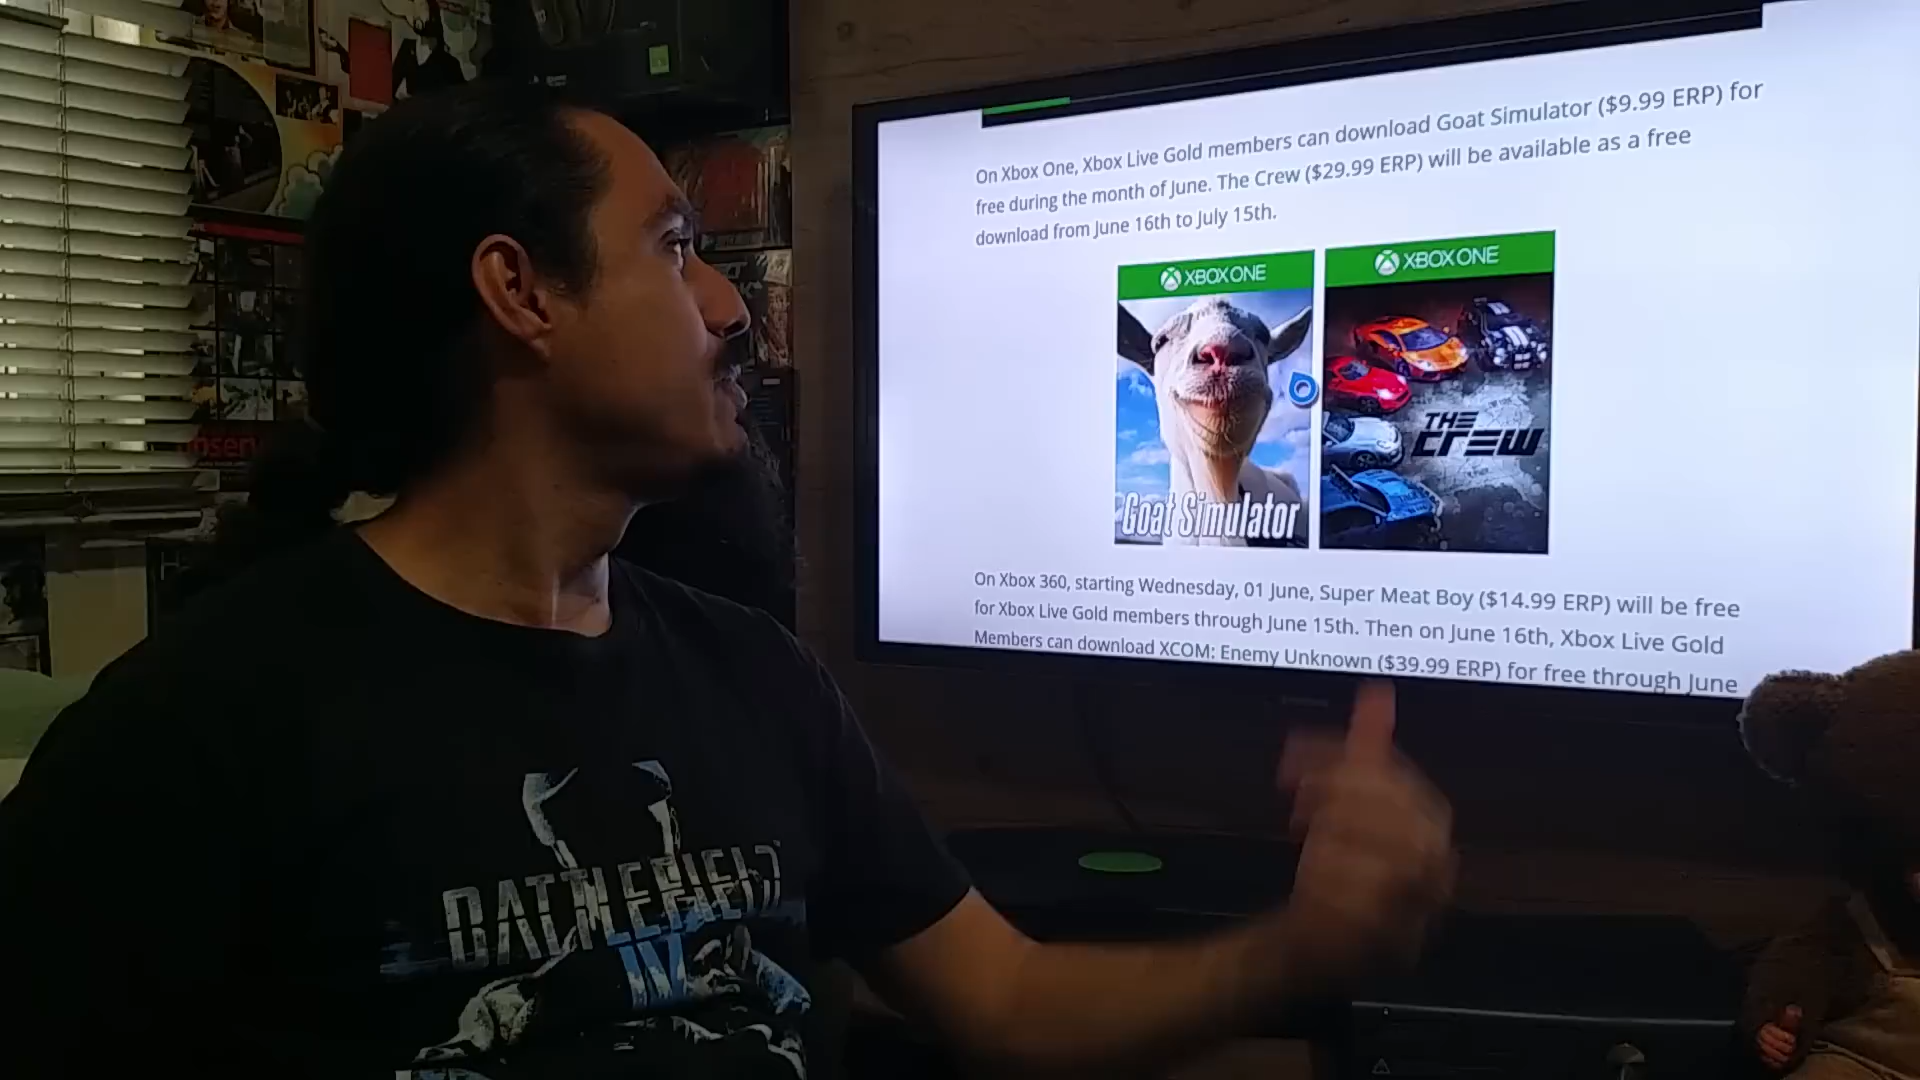 On Xbox One, Xbox Live Gold members can download Goat Simulator ($9.99 ERP) for
free during the month of June. The Crew ($29.99 ERP) will be available as a free
download from June 16th to July 15th.
XBOX ONE
XBOX ONE
THE
CREW
Goat Simulator
On Xbox 360, starting Wednesday, 01 June, Super Meat Boy ($14.99 ERP) will be free
for Xbox Live Gold members through June 15th. Then on June 16th, Xbox Live Gold
Members can download XCOM: Enemy Unknown ($39.99 ERP) for free through June
BATTLEFIELD
IV